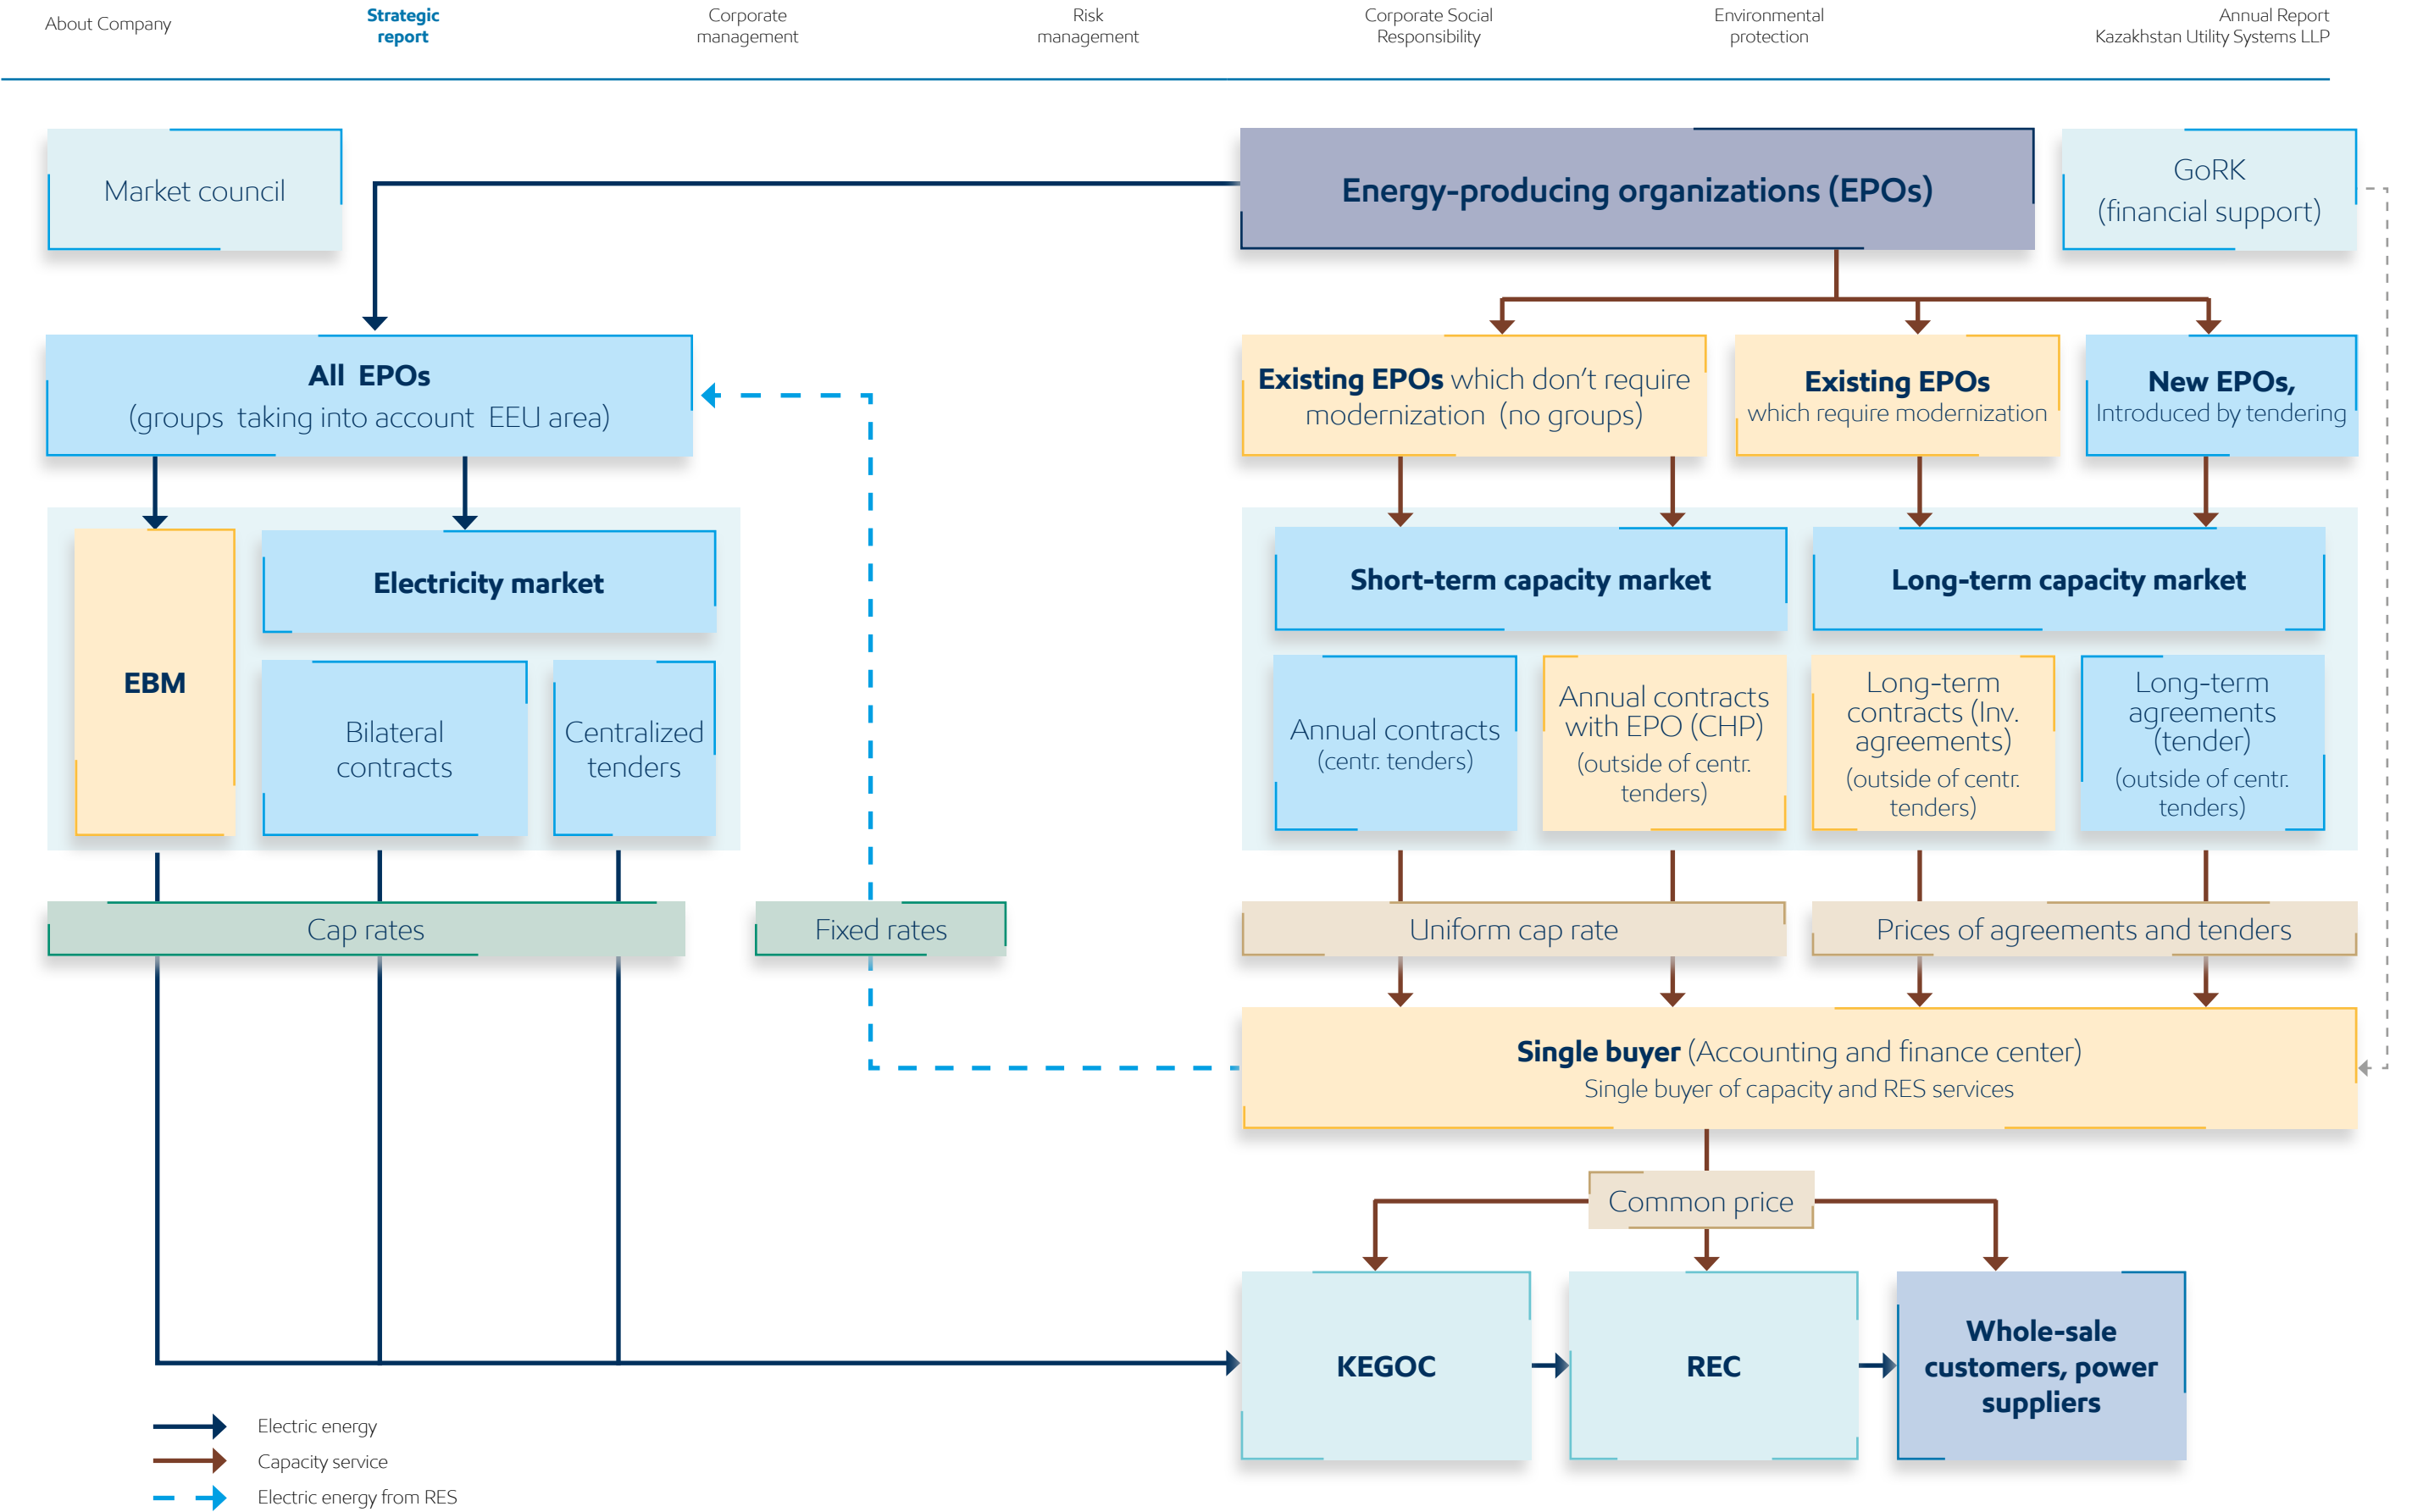 About Company
Strategic
report
Corporate
management
Risk
management
Corporate Social
Responsibility
Environmental
protection
Annual Report
Kazakhstan Utility Systems LLP
Market council
Energy-producing organizations (EPOs)
GoRK
(financial support)
All EPOs
(groups taking into account EEU area)
Existing EPOs which don't require
modernization (no groups)
Existing EPOs
which require modernization
New EPOs,
Introduced by tendering
EBM
Electricity market
Bilateral
contracts
Centralized
tenders
Short-term capacity market
Long-term capacity market
Annual contracts
(centr. tenders)
Annual contracts
with EPO (CHP)
(outside of centr.
tenders)
Long-term
contracts (Inv.
agreements)
(outside of centr.
tenders)
Long-term
agreements
(tender)
(outside of centr.
tenders)
Cap rates
Fixed rates
Uniform cap rate
Prices of agreements and tenders
Single buyer (Accounting and finance center)
Single buyer of capacity and RES services
Common price
KEGOC
REC
Whole-sale
customers, power
suppliers
Electric energy
Capacity service
Electric energy from RES